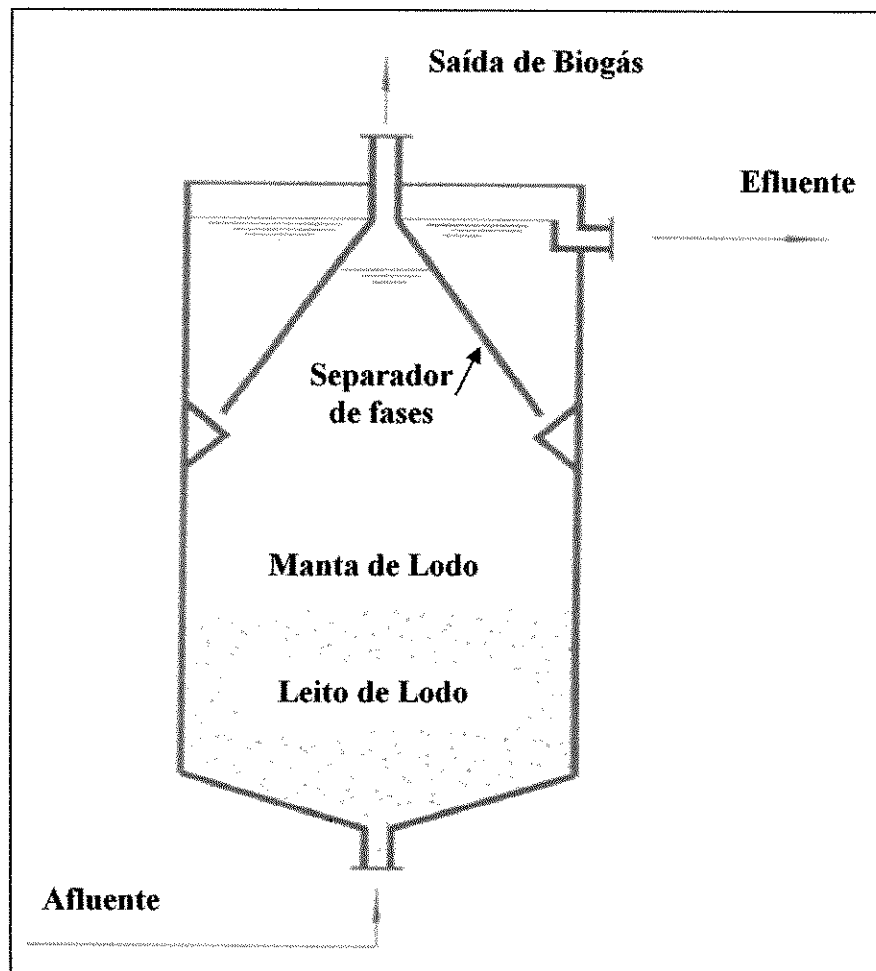 Saída de Biogás
Efluente
Separador
de fases
Manta de Lodo
Leito de Lodo
Afluente